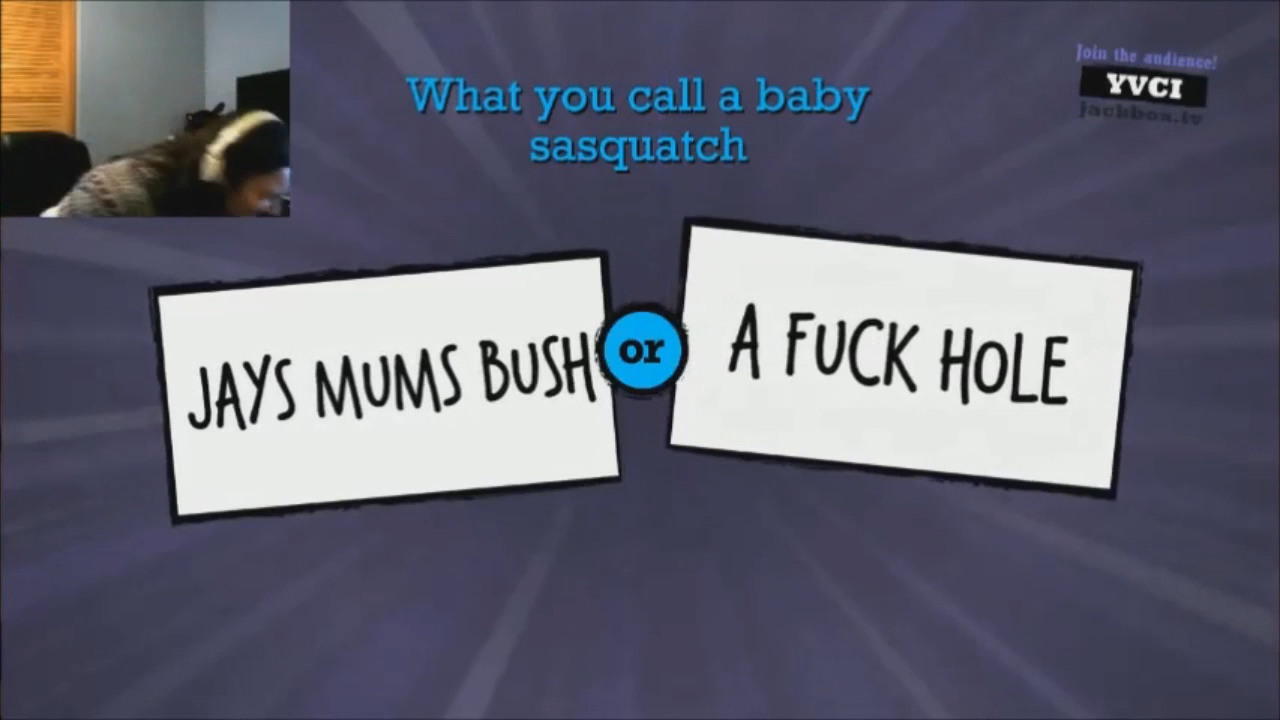 What you call a baby
sasquatch
Join the audience!
YVCI
jackbox.tv
JAYS MUMS BUSH
or
A FUCK HOLE